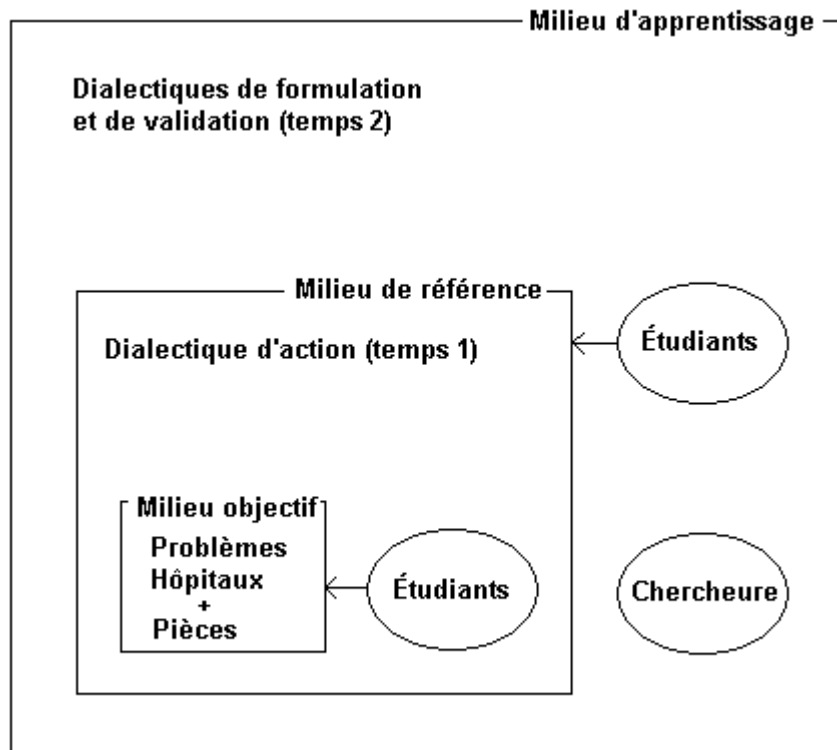 Milieu d'apprentissage
Dialectiques de formulation
et de validation (temps 2)
Milieu de référence
Dialectique d'action (temps 1)
Étudiants
Milieu objectif
Problèmes
Hôpitaux
+
Pièces
Étudiants
Chercheure